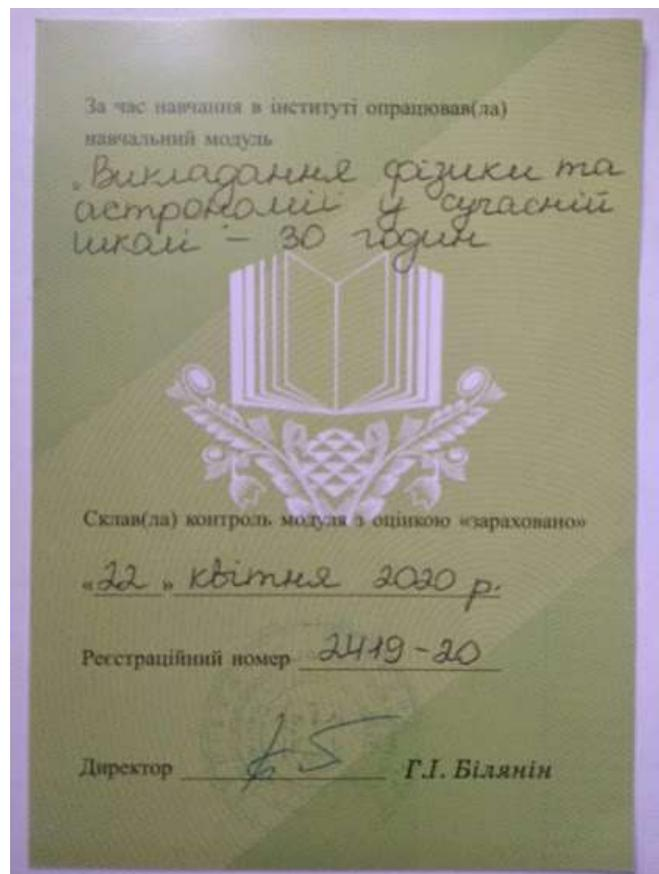 За час навчання в інституті опрацював(ла)
навчальний модуль
„Викладання фізики та
астрономії у сучасній
школі" – 30 годин
Склав(ла) контроль модуля з оцінкою «зараховано»
«22» квітня 2020 р.
Реєстраційний номер 2419-20
Директор Г.І. Білянін